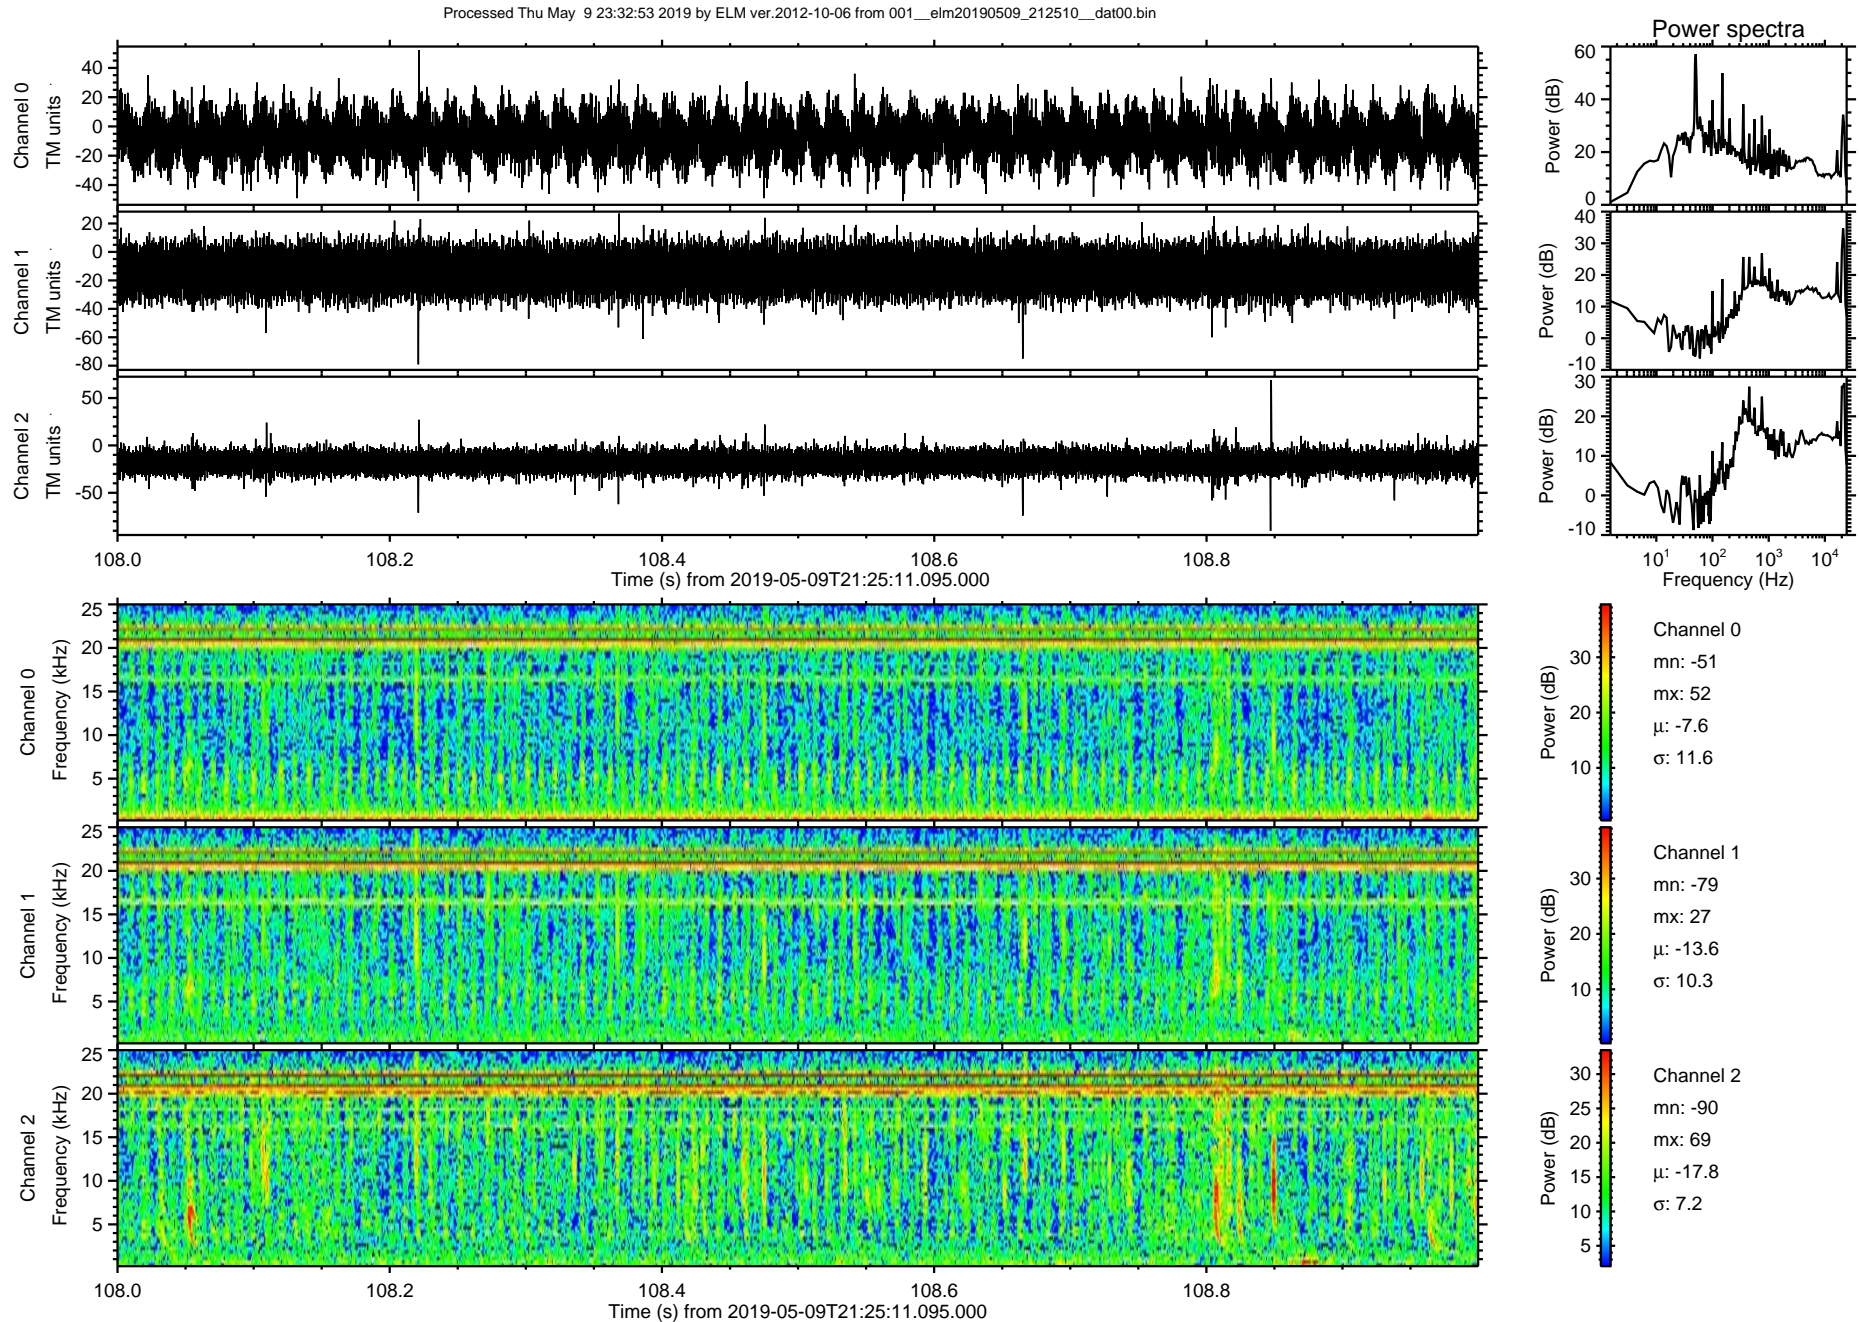 Processed Thu May  9 23:32:53 2019 by ELM ver.2012-10-06 from 001__elm20190509_212510__dat00.bin
Power spectra
Channel 0
TM units
40
20
0
-20
-40
Power (dB)
60
40
20
0
Channel 1
TM units
20
0
-20
-40
-60
-80
Power (dB)
40
30
20
10
0
-10
Channel 2
TM units
50
0
-50
Power (dB)
30
20
10
0
-10
108.0 108.2 108.4 108.6 108.8
Time (s) from 2019-05-09T21:25:11.095.000
10^1 10^2 10^3 10^4
Frequency (Hz)
Channel 0
Frequency (kHz)
25
20
15
10
5
Power (dB)
30
20
10
Channel 0
mn: -51
mx: 52
µ: -7.6
σ: 11.6
Channel 1
Frequency (kHz)
25
20
15
10
5
Power (dB)
30
20
10
Channel 1
mn: -79
mx: 27
µ: -13.6
σ: 10.3
Channel 2
Frequency (kHz)
25
20
15
10
5
Power (dB)
30
25
20
15
10
5
Channel 2
mn: -90
mx: 69
µ: -17.8
σ: 7.2
108.0 108.2 108.4 108.6 108.8
Time (s) from 2019-05-09T21:25:11.095.000